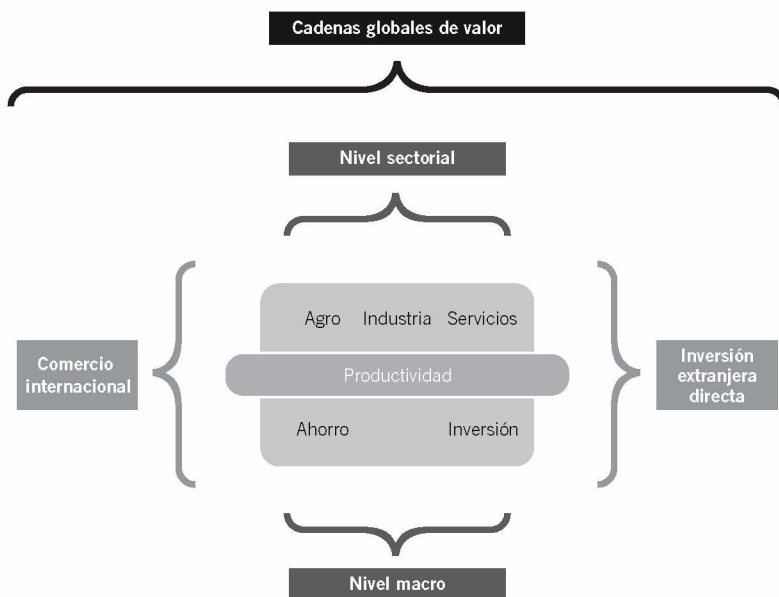 Cadenas globales de valor
Nivel sectorial
Agro Industria Servicios
Comercio
internacional
Productividad
Inversión
extranjera
directa
Ahorro Inversión
Nivel macro